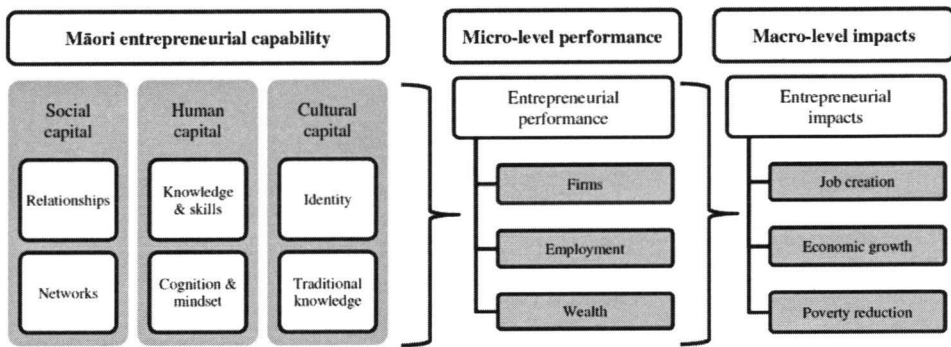 Māori entrepreneurial capability
Micro-level performance
Macro-level impacts
Social
capital
Human
capital
Cultural
capital
Relationships
Knowledge
& skills
Identity
Networks
Cognition &
mindset
Traditional
knowledge
Entrepreneurial
performance
Firms
Employment
Wealth
Entrepreneurial
impacts
Job creation
Economic growth
Poverty reduction